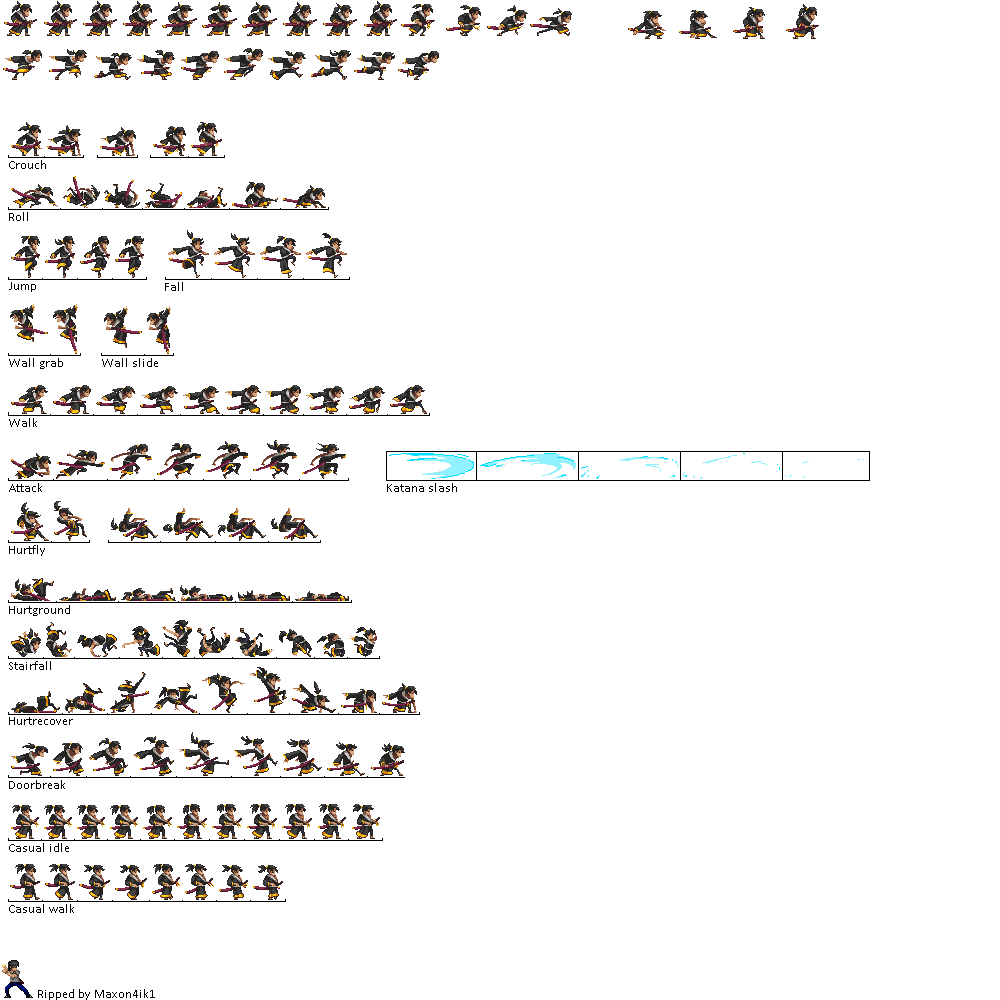 Crouch
Roll
Jump
Fall
Wall grab
Wall slide
Walk
Attack
Katana slash
Hurtfly
Hurtground
Stairfall
Hurtrecover
Doorbreak
Casual idle
Casual walk
Ripped by Maxon4ik1